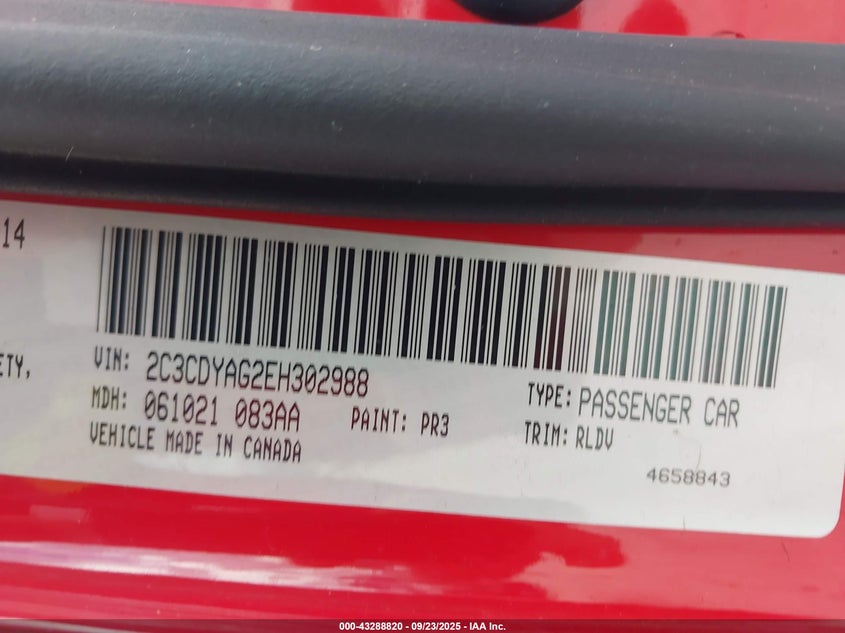 14
ETY,
VIN: 2C3CDYAG2EH302988
TYPE: PASSENGER CAR
MDH: 061021 083AA
PAINT: PR3
TRIM: RLDV
VEHICLE MADE IN CANADA
4658843
000-43288820 - 09/23/2025 - IAA Inc.